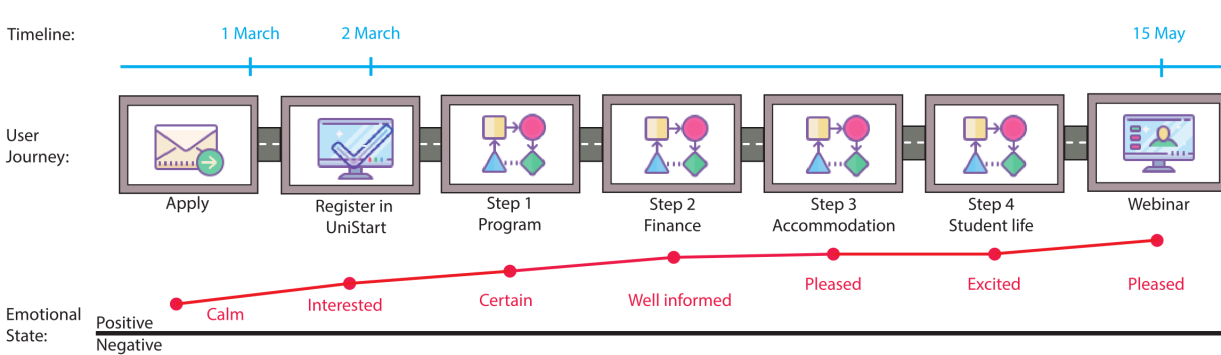 Timeline:
1 March
2 March
15 May
User
Journey:
Apply
Register in
UniStart
Step 1
Program
Step 2
Finance
Step 3
Accommodation
Step 4
Student life
Webinar
Emotional
State:
Calm
Interested
Certain
Well informed
Pleased
Excited
Pleased
Positive
Negative